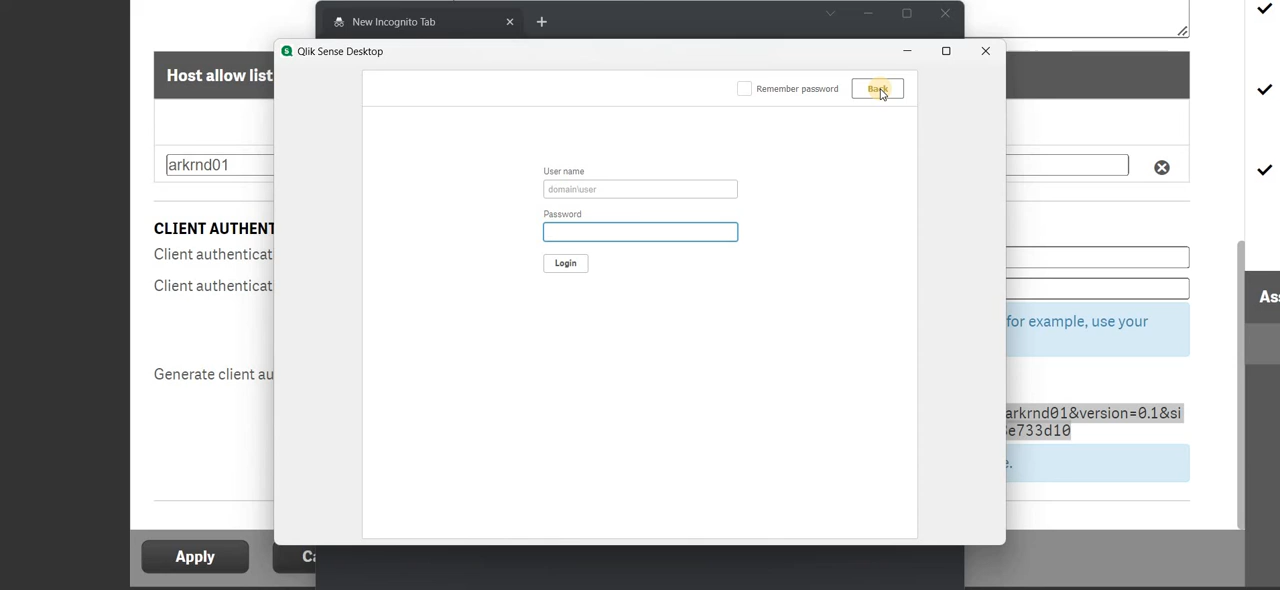 New Incognito Tab
Qlik Sense Desktop
Host allow list
Remember password
Back
arkrnd01
User name
domain\user
Password
CLIENT AUTHENT
Client authenticat
Login
Client authenticat
for example, use your
As
Generate client au
arkrnd01&version=0.1&si
e733d10
e.
Apply
Ca